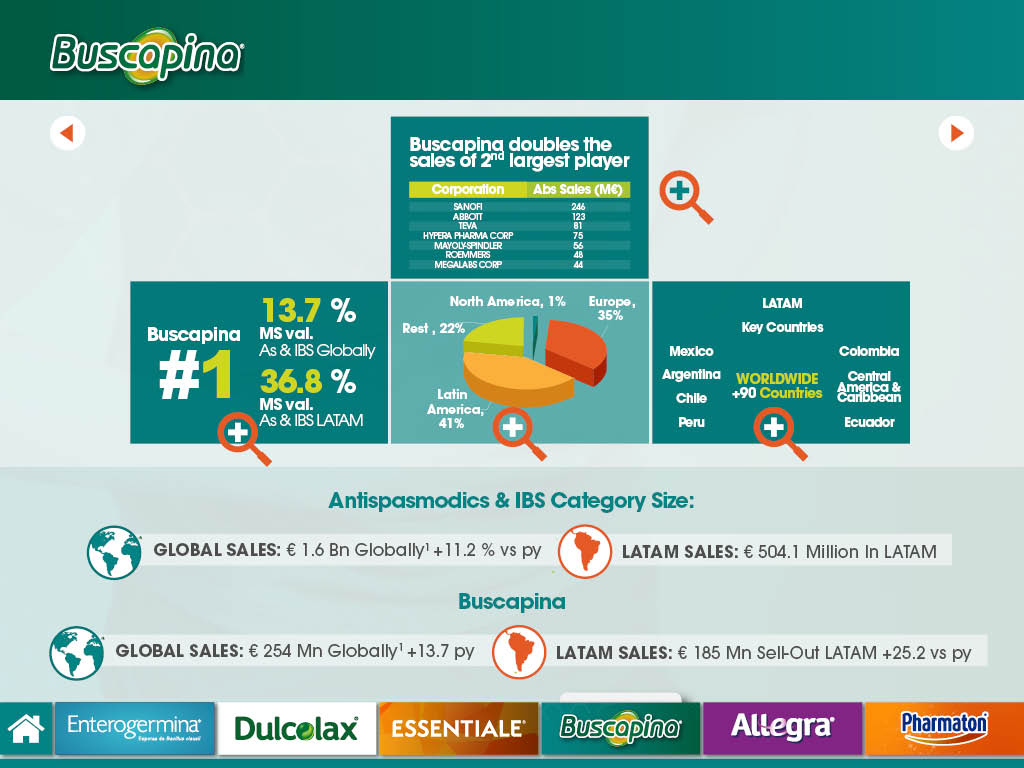 Buscapina
Buscapina doubles the
sales of 2nd largest player
Corporation Abs Sales (M€)
SANOFI 246
ABBOTT 123
TEVA 81
HYPERA PHARMA CORP 75
MAYOLY-SPINDLER 56
ROEMMERS 48
MEGALABS CORP 44
Buscapina
#1
13.7 %
MS val.
As & IBS Globally
36.8 %
MS val.
As & IBS LATAM
North America, 1%
Europe,
35%
Rest , 22%
Latin
America,
41%
LATAM
Key Countries
Mexico
Argentina
Chile
Peru
WORLDWIDE
+90 Countries
Colombia
Central
America &
Caribbean
Ecuador
Antispasmodics & IBS Category Size:
GLOBAL SALES: € 1.6 Bn Globally¹ +11.2 % vs py
LATAM SALES: € 504.1 Million In LATAM
Buscapina
GLOBAL SALES: € 254 Mn Globally¹ +13.7 py
LATAM SALES: € 185 Mn Sell-Out LATAM +25.2 vs py
Enterogermina
Esporas de Bacillus clausii
Dulcolax
ESSENTIALE
Buscapina
Allegra
Pharmaton